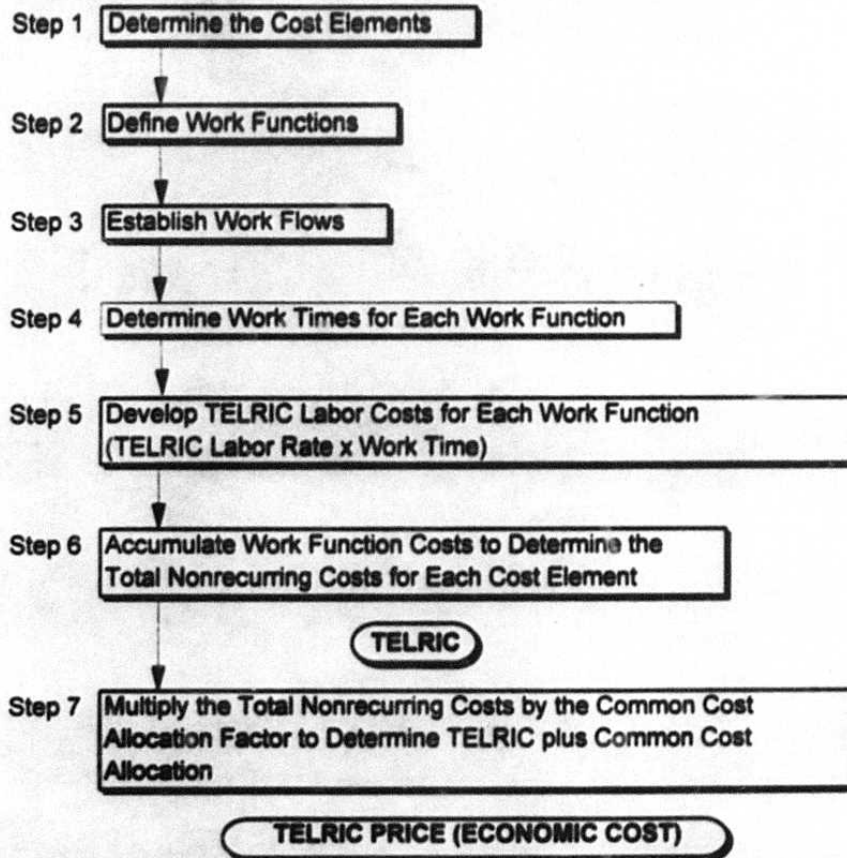 Step 1 Determine the Cost Elements
Step 2 Define Work Functions
Step 3 Establish Work Flows
Step 4 Determine Work Times for Each Work Function
Step 5 Develop TELRIC Labor Costs for Each Work Function
(TELRIC Labor Rate x Work Time)
Step 6 Accumulate Work Function Costs to Determine the
Total Nonrecurring Costs for Each Cost Element
TELRIC
Step 7 Multiply the Total Nonrecurring Costs by the Common Cost
Allocation Factor to Determine TELRIC plus Common Cost
Allocation
TELRIC PRICE (ECONOMIC COST)